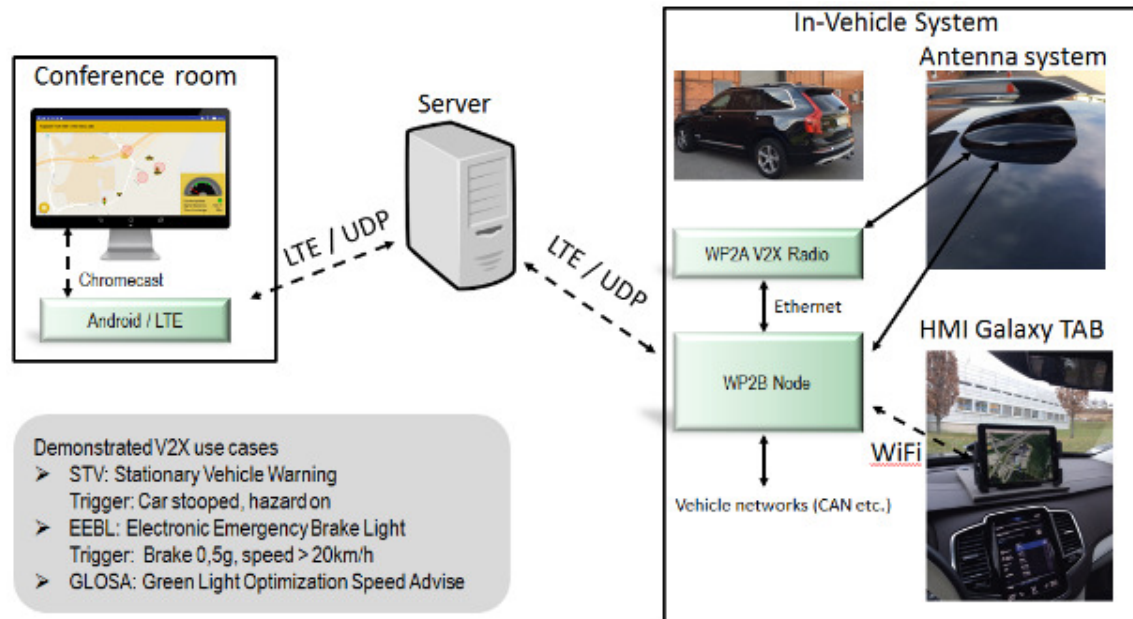 In-Vehicle System
Conference room
Antenna system
Server
LTE / UDP
LTE / UDP
Chromecast
Android / LTE
WP2A V2X Radio
Ethernet
HMI Galaxy TAB
WP2B Node
WiFi
Vehicle networks (CAN etc.)
Demonstrated V2X use cases
➢ STV: Stationary Vehicle Warning
Trigger: Car stooped, hazard on
➢ EEBL: Electronic Emergency Brake Light
Trigger: Brake 0,5g, speed > 20km/h
➢ GLOSA: Green Light Optimization Speed Advise